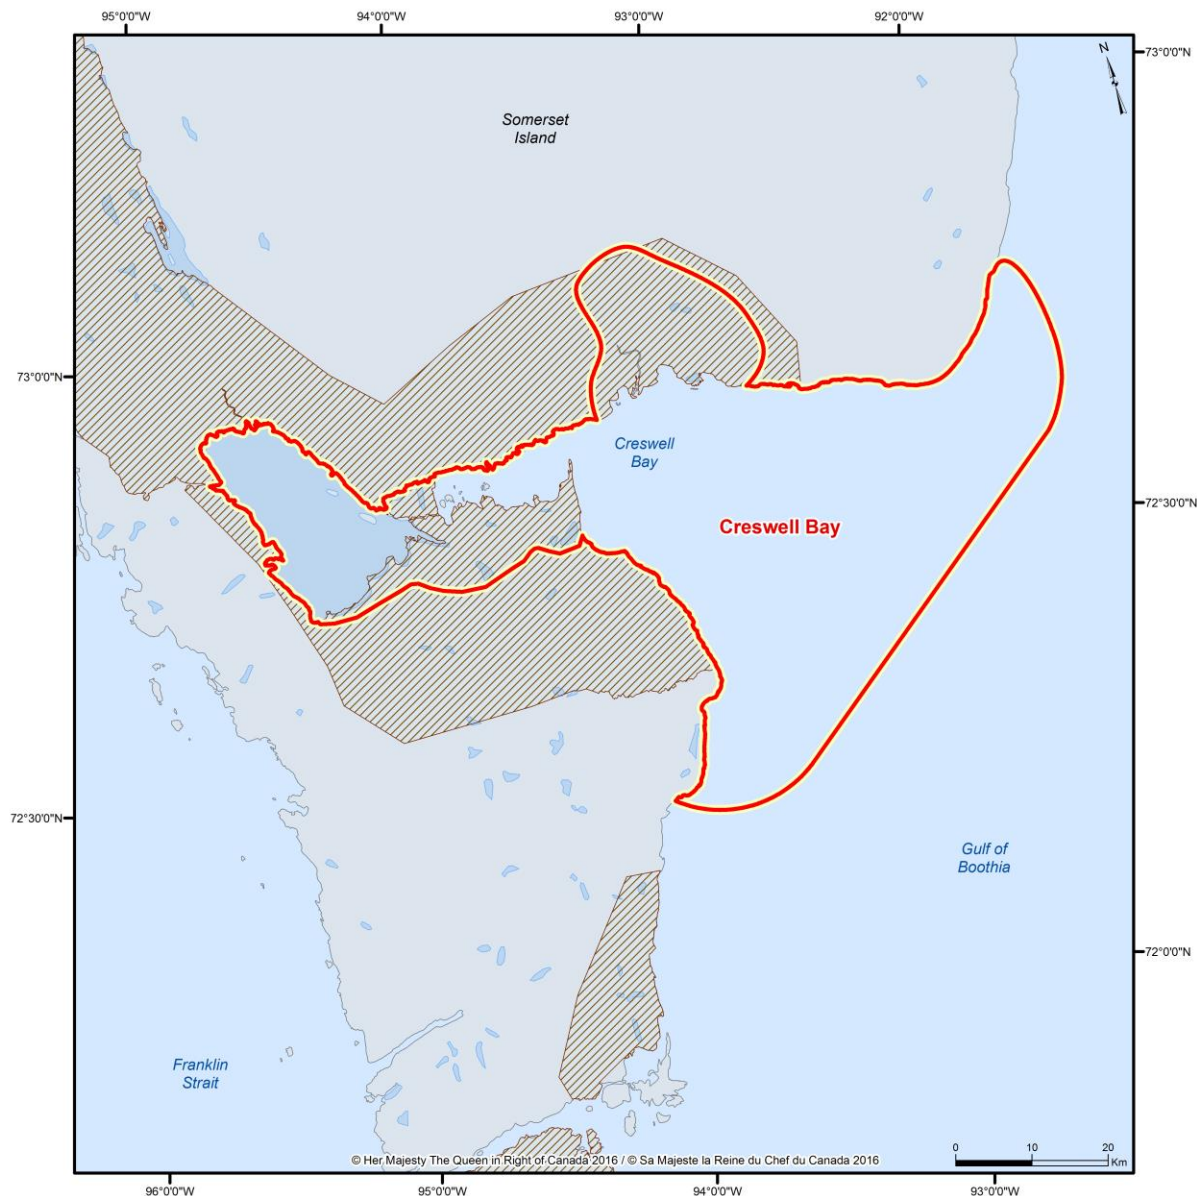 95°0'0"W
94°0'0"W
93°0'0"W
92°0'0"W
N
73°0'0"N
Somerset
Island
73°0'0"N
Creswell
Bay
72°30'0"N
Creswell Bay
72°30'0"N
Gulf of
Boothia
72°0'0"N
Franklin
Strait
0 10 20
Km
© Her Majesty The Queen in Right of Canada 2016 / © Sa Majeste la Reine du Chef du Canada 2016
96°0'0"W
95°0'0"W
94°0'0"W
93°0'0"W